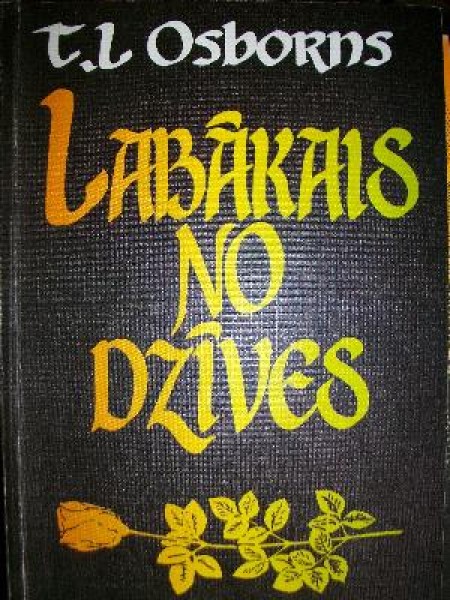 T.L OSBORNS
LABĀKAIS
NO
DZĪVES